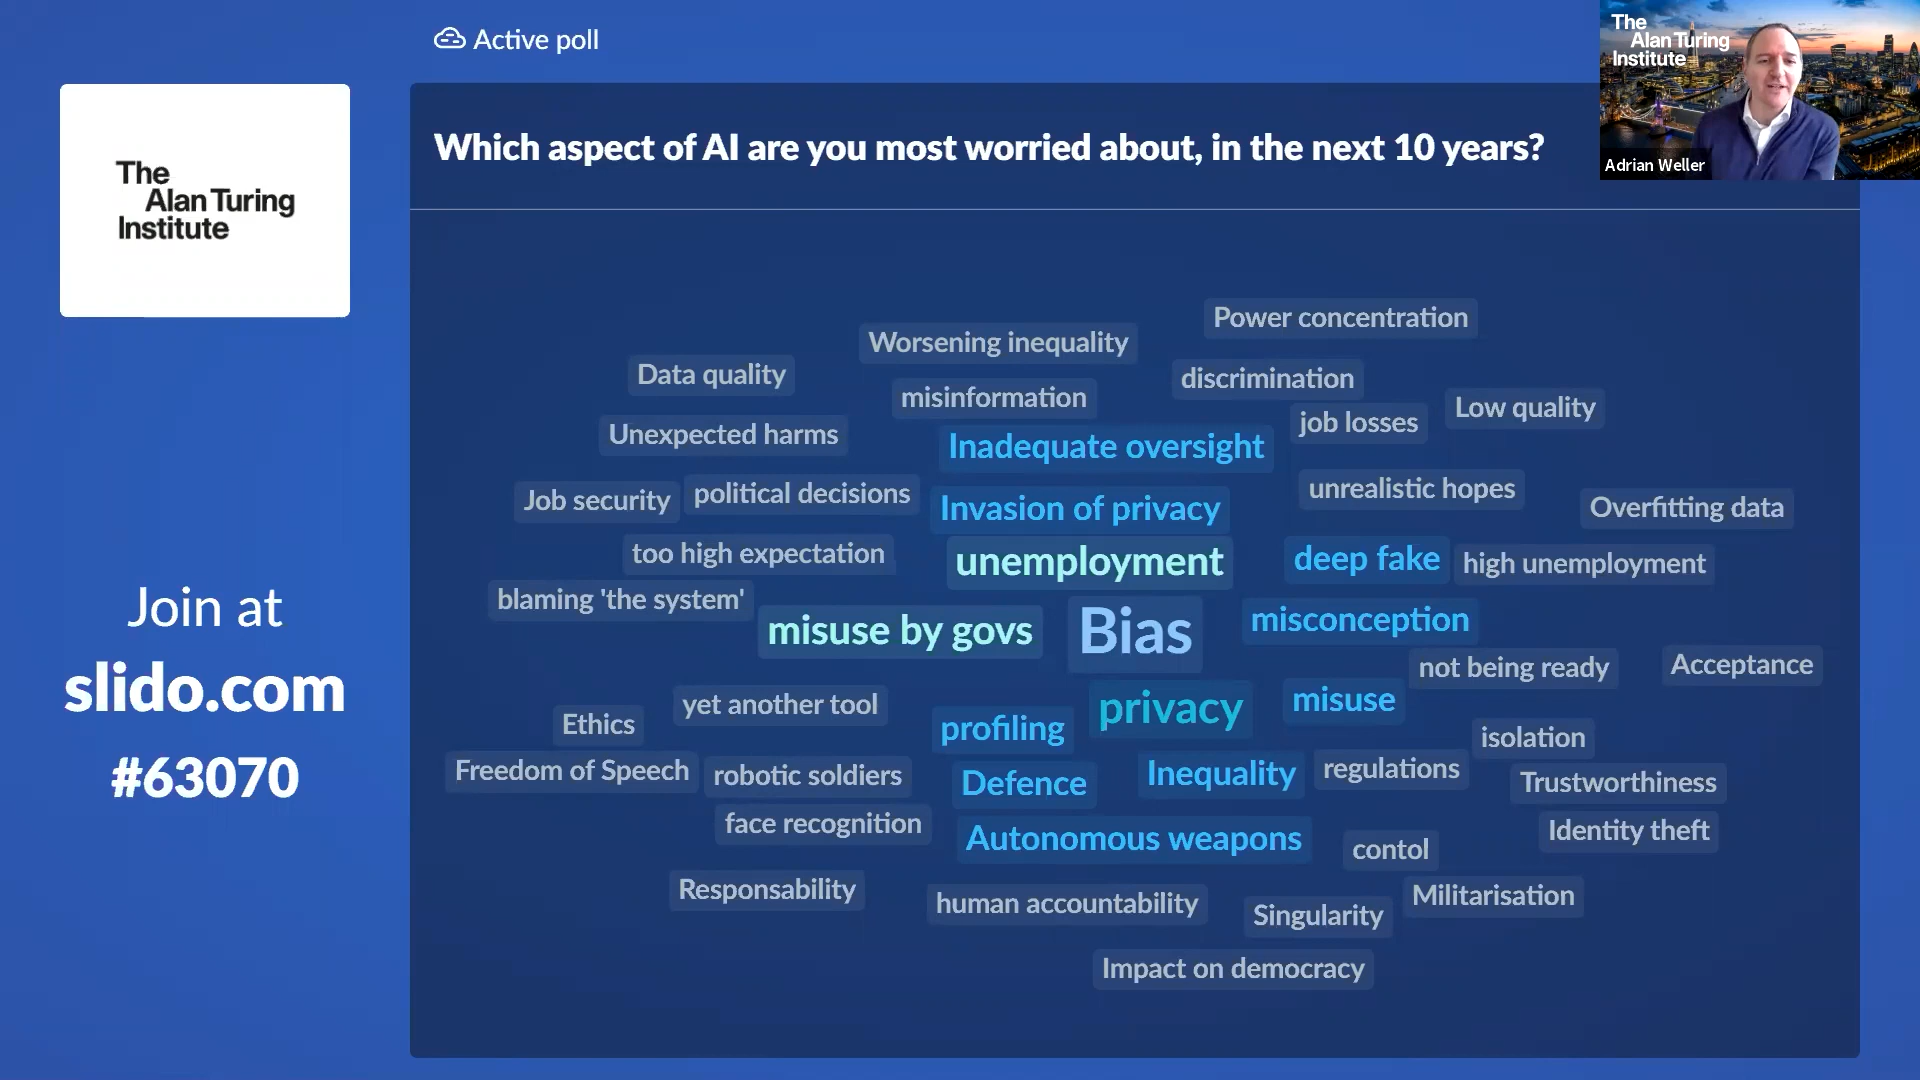 Active poll
The
Alan Turing
Institute
Which aspect of AI are you most worried about, in the next 10 years?
The
Alan Turing
Institute
Adrian Weller
Join at
slido.com
#63070
Power concentration
Worsening inequality
Data quality
discrimination
misinformation
Low quality
job losses
Unexpected harms
Inadequate oversight
unrealistic hopes
political decisions
Job security
Invasion of privacy
Overfitting data
too high expectation
unemployment
deep fake
high unemployment
blaming 'the system'
misuse by govs
Bias
misconception
not being ready
Acceptance
yet another tool
privacy
misuse
Ethics
profiling
isolation
Freedom of Speech
robotic soldiers
Defence
Inequality
regulations
Trustworthiness
face recognition
Autonomous weapons
Identity theft
contol
Responsability
human accountability
Militarisation
Singularity
Impact on democracy